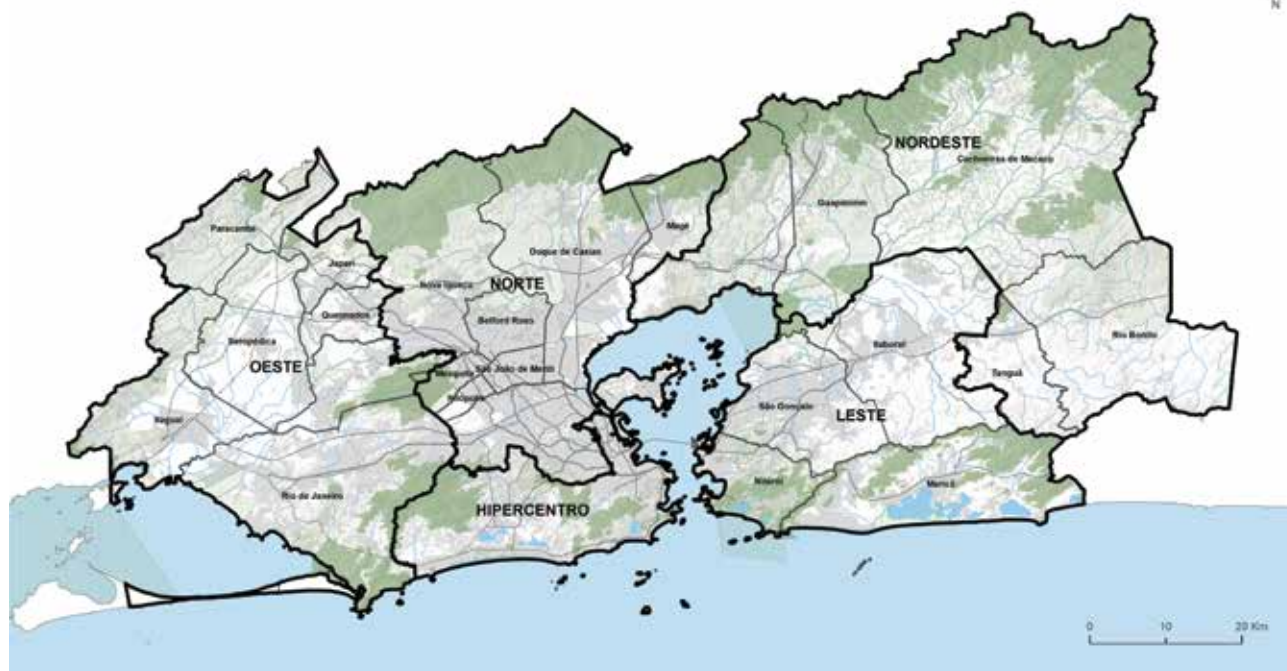 N
NORDESTE
Cachoeiras de Macacu
Guapimirim
Magé
Paracambi
Duque de Caxias
Japeri
Nova Iguaçu
NORTE
Queimados
Belford Roxo
Seropédica
OESTE
Mesquita
São João de Meriti
Nilópolis
Itaguaí
Itaboraí
Rio Bonito
Tanguá
São Gonçalo
LESTE
Rio de Janeiro
HIPERCENTRO
Niterói
Maricá
0 10 20 Km